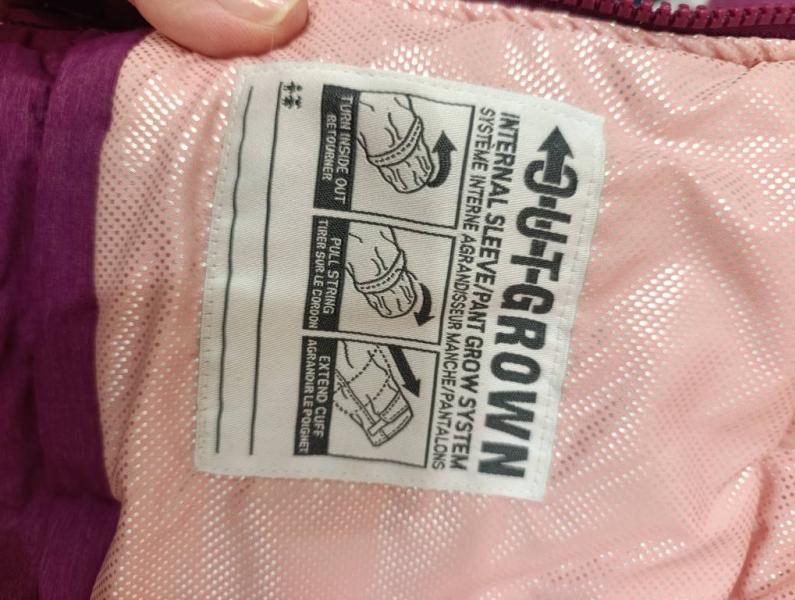 O-U-T-GROWN
INTERNAL SLEEVE/PANT GROW SYSTEM
SYSTÈME INTERNE AGRANDISSEUR MANCHE/PANTALONS
TURN INSIDE OUT
RETOURNER
PULL STRING
TIRER SUR LE CORDON
EXTEND CUFF
AGRANDIR LE POIGNET